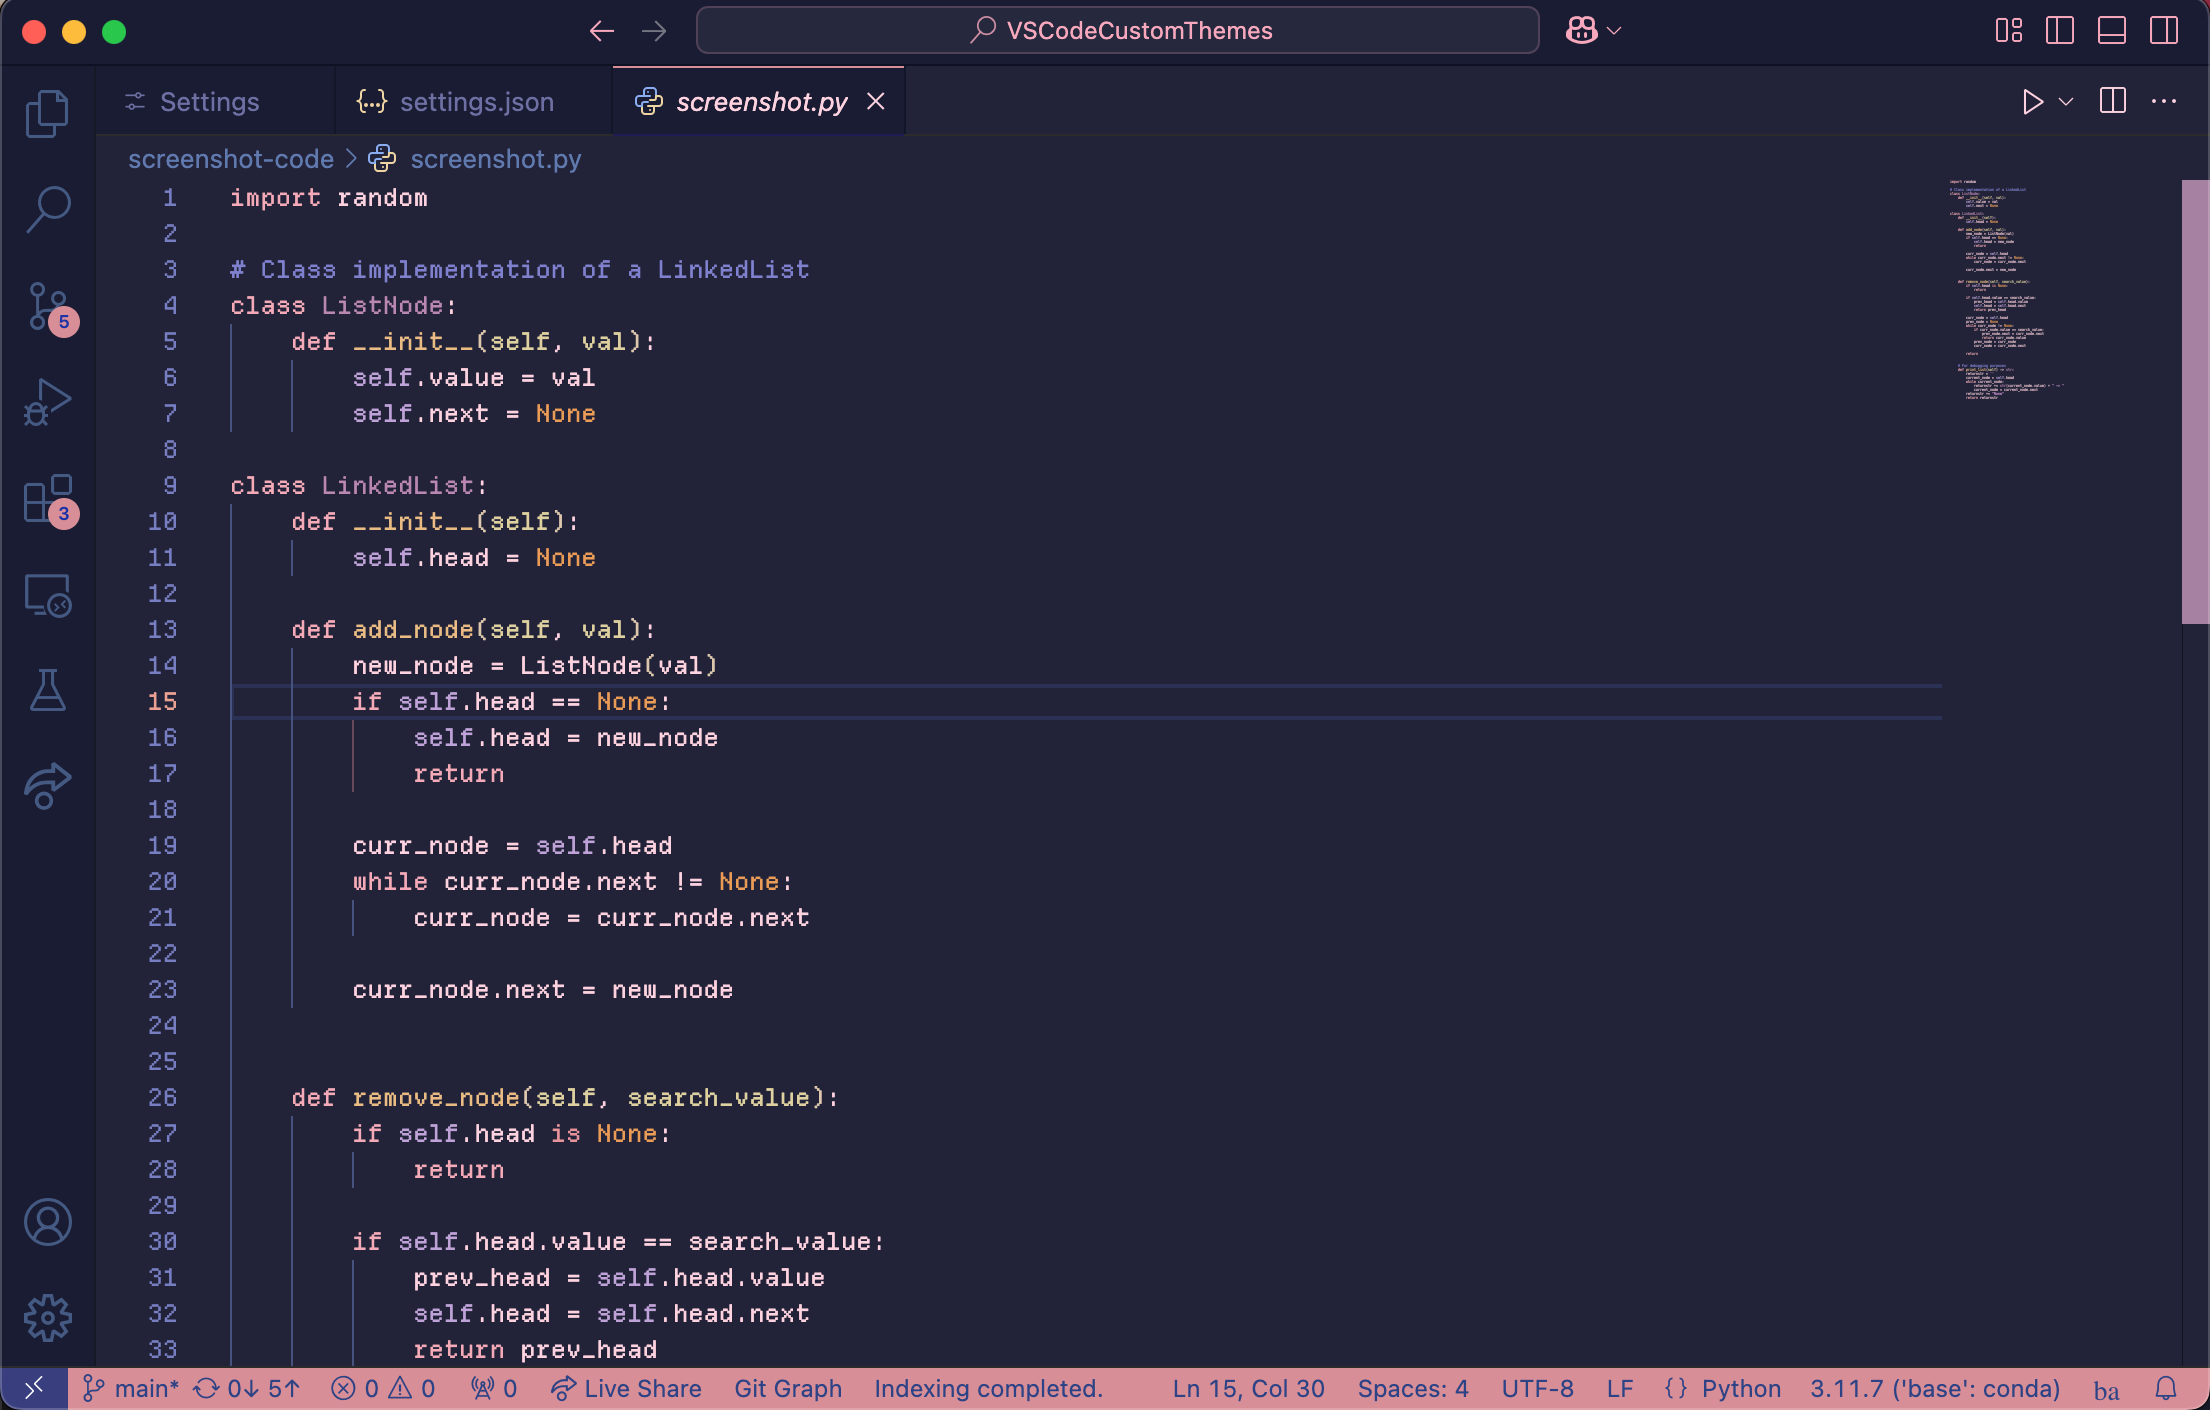 VSCodeCustomThemes
Settings
{...} settings.json
screenshot.py
screenshot-code > screenshot.py
1 import random
2
3 # Class implementation of a LinkedList
4 class ListNode:
5     def __init__(self, val):
6         self.value = val
7         self.next = None
8
9 class LinkedList:
10     def __init__(self):
11         self.head = None
12
13     def add_node(self, val):
14         new_node = ListNode(val)
15         if self.head == None:
16             self.head = new_node
17             return
18
19         curr_node = self.head
20         while curr_node.next != None:
21             curr_node = curr_node.next
22
23         curr_node.next = new_node
24
25
26     def remove_node(self, search_value):
27         if self.head is None:
28             return
29
30         if self.head.value == search_value:
31             prev_head = self.head.value
32             self.head = self.head.next
33             return prev_head
5
3
main* 0↓ 5↑ 0 0 0 Live Share Git Graph Indexing completed. Ln 15, Col 30 Spaces: 4 UTF-8 LF {} Python 3.11.7 ('base': conda) ba